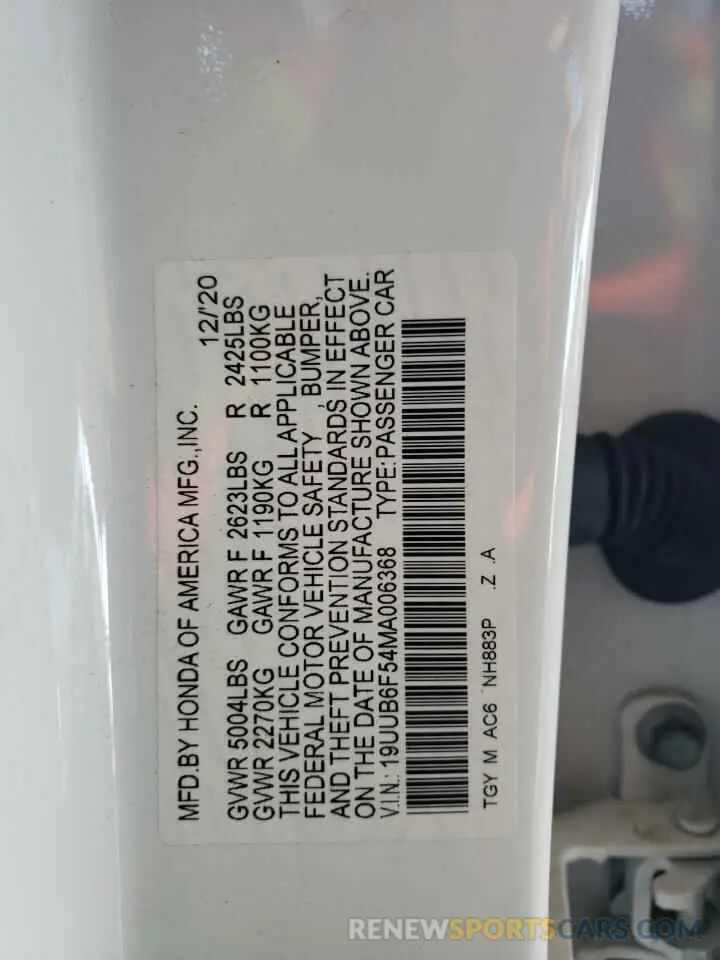 MFD.BY HONDA OF AMERICA MFG.,INC. 12/'20
GVWR 5004LBS GAWR F 2623LBS R 2425LBS
GVWR 2270KG GAWR F 1190KG R 1100KG
THIS VEHICLE CONFORMS TO ALL APPLICABLE
FEDERAL MOTOR VEHICLE SAFETY , BUMPER,
AND THEFT PREVENTION STANDARDS IN EFFECT
ON THE DATE OF MANUFACTURE SHOWN ABOVE.
V.I.N.: 19UUB6F54MA006368 TYPE:PASSENGER CAR
TGY M AC6 NH883P .Z .A
RENEWSPORTSCARS.COM